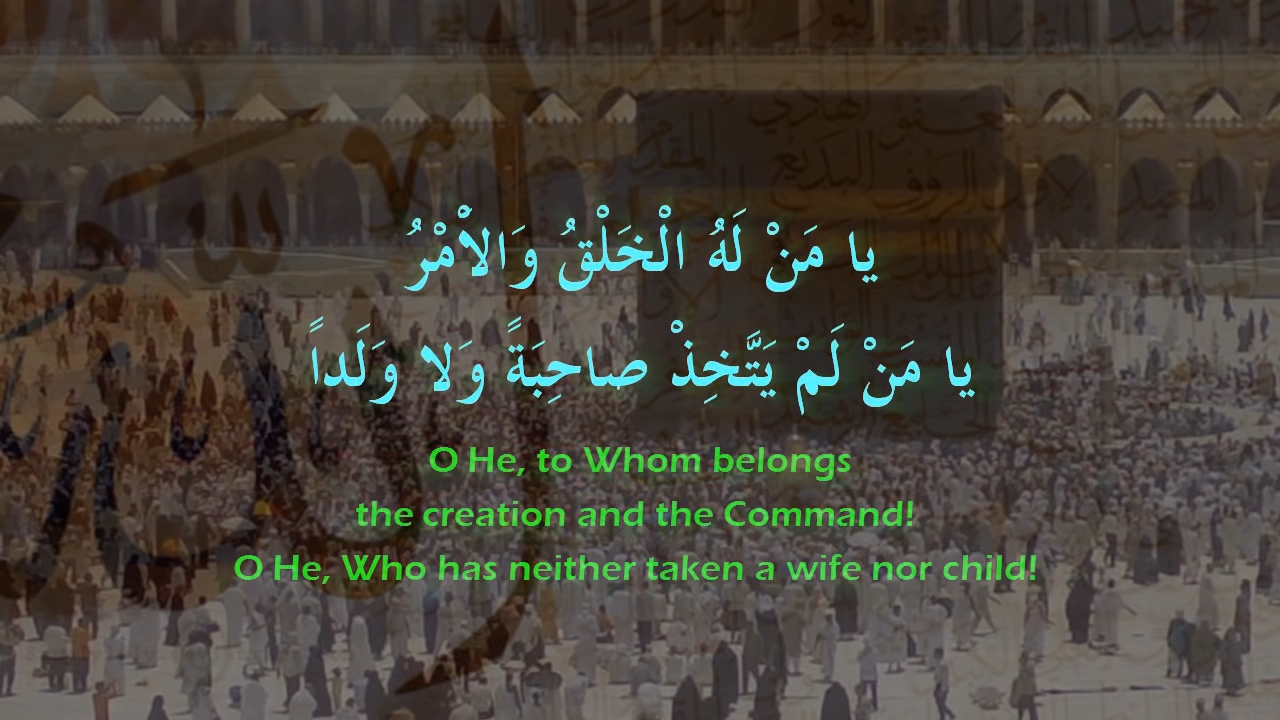 يا مَنْ لَهُ الْخَلْقُ وَالاْمْرُ
يا مَنْ لَمْ يَتَّخِذْ صاحِبَةً وَلا وَلَداً
O He, to Whom belongs
the creation and the Command!
O He, Who has neither taken a wife nor child!